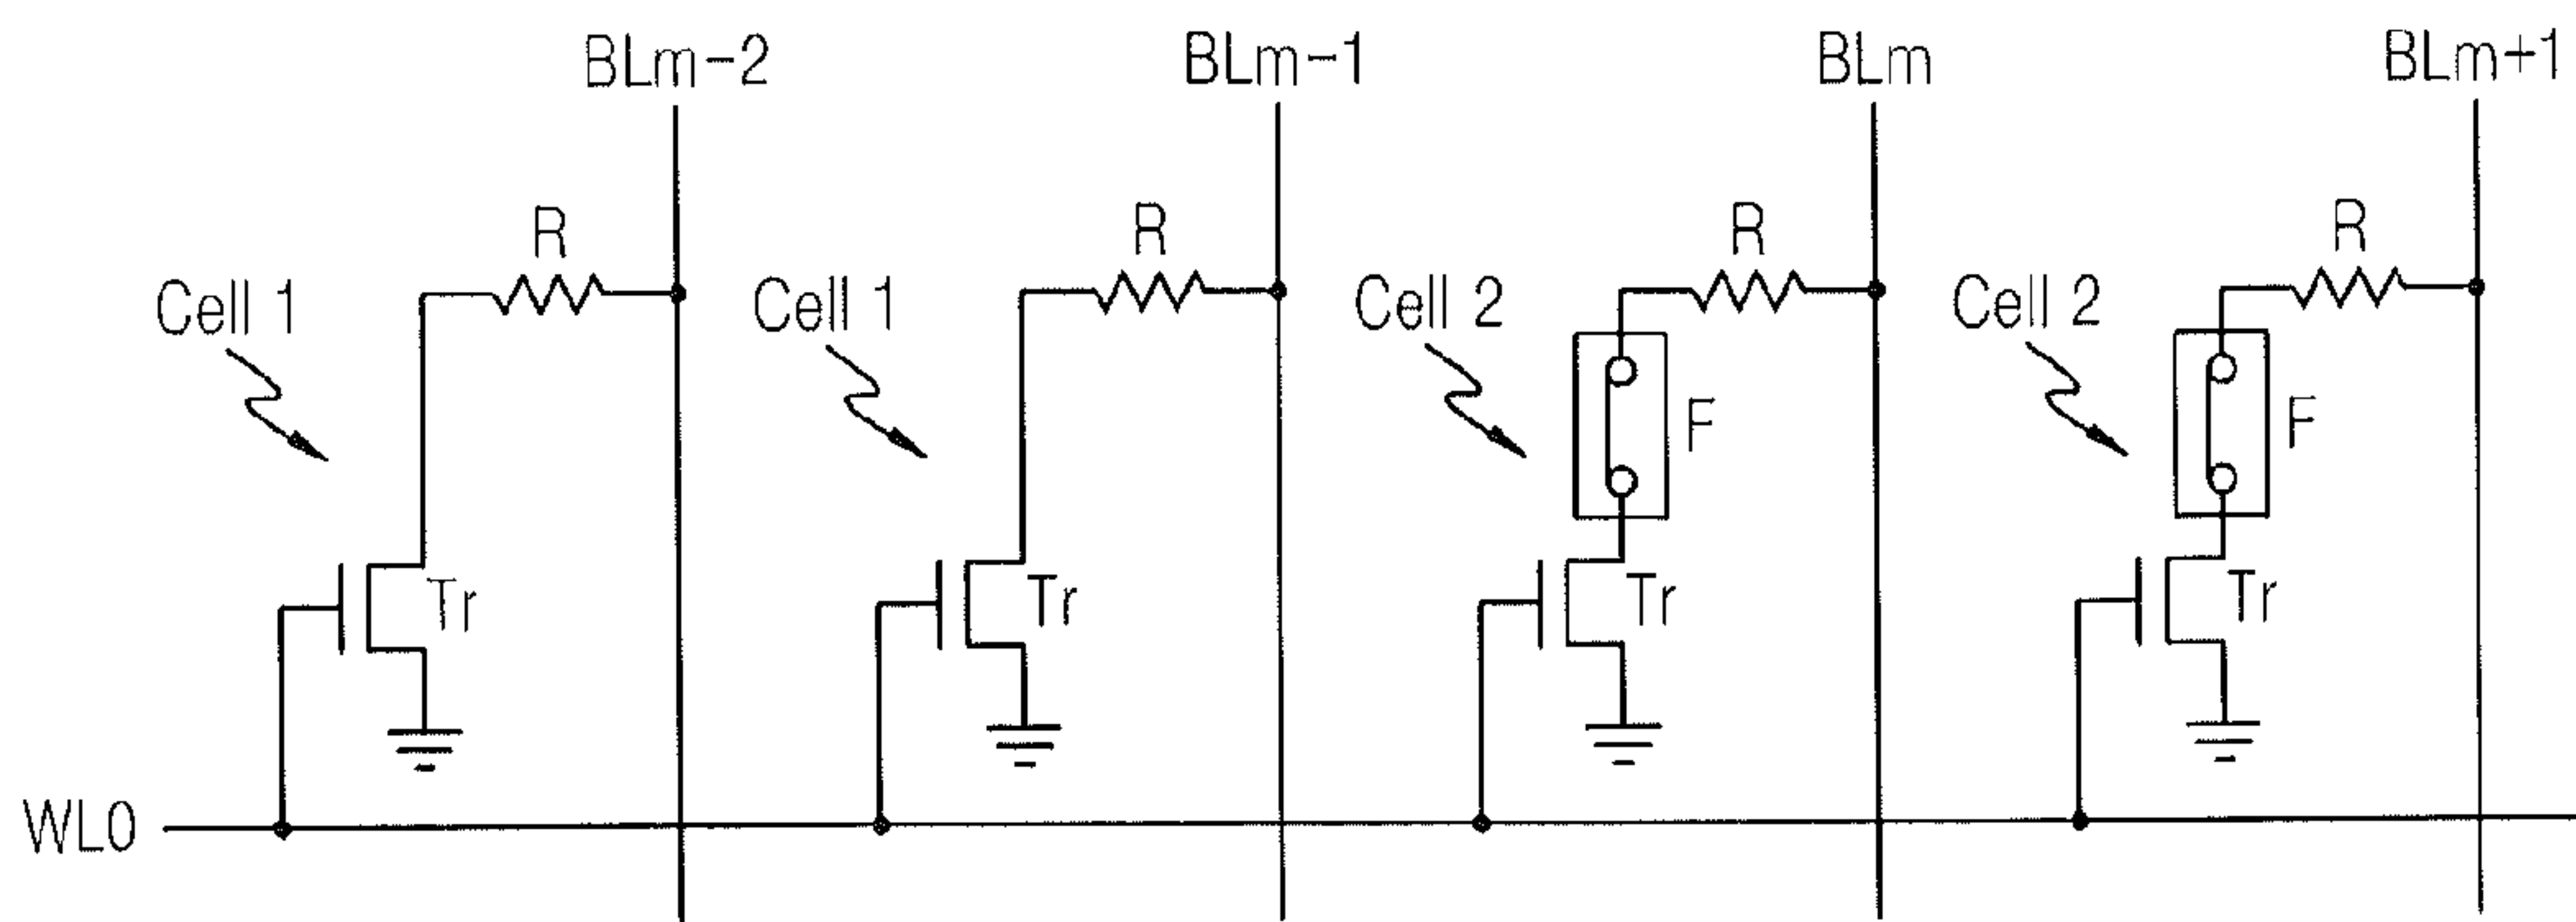 BLm-2 BLm-1 BLm BLm+1
R R R R
Cell 1 Cell 1 Cell 2 Cell 2
F F
Tr Tr Tr Tr
WL0